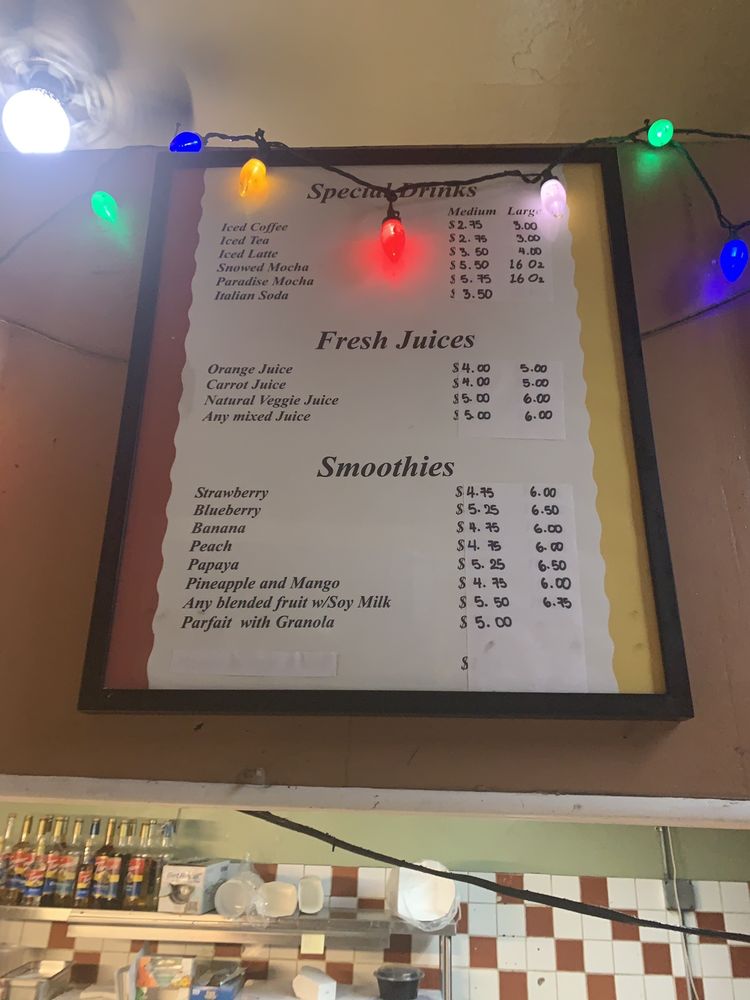 Special Drinks
Medium Large
Iced Coffee $2.75 3.00
Iced Tea $2.75 3.00
Iced Latte $3.50 4.00
Snowed Mocha $5.50 16 Oz
Paradise Mocha $5.75 16 Oz
Italian Soda $3.50
Fresh Juices
Orange Juice $4.00 5.00
Carrot Juice $4.00 5.00
Natural Veggie Juice $5.00 6.00
Any mixed Juice $5.00 6.00
Smoothies
Strawberry $4.75 6.00
Blueberry $5.25 6.50
Banana $4.75 6.00
Peach $4.75 6.00
Papaya $5.25 6.50
Pineapple and Mango $4.75 6.00
Any blended fruit w/Soy Milk $5.50 6.75
Parfait with Granola $5.00
$